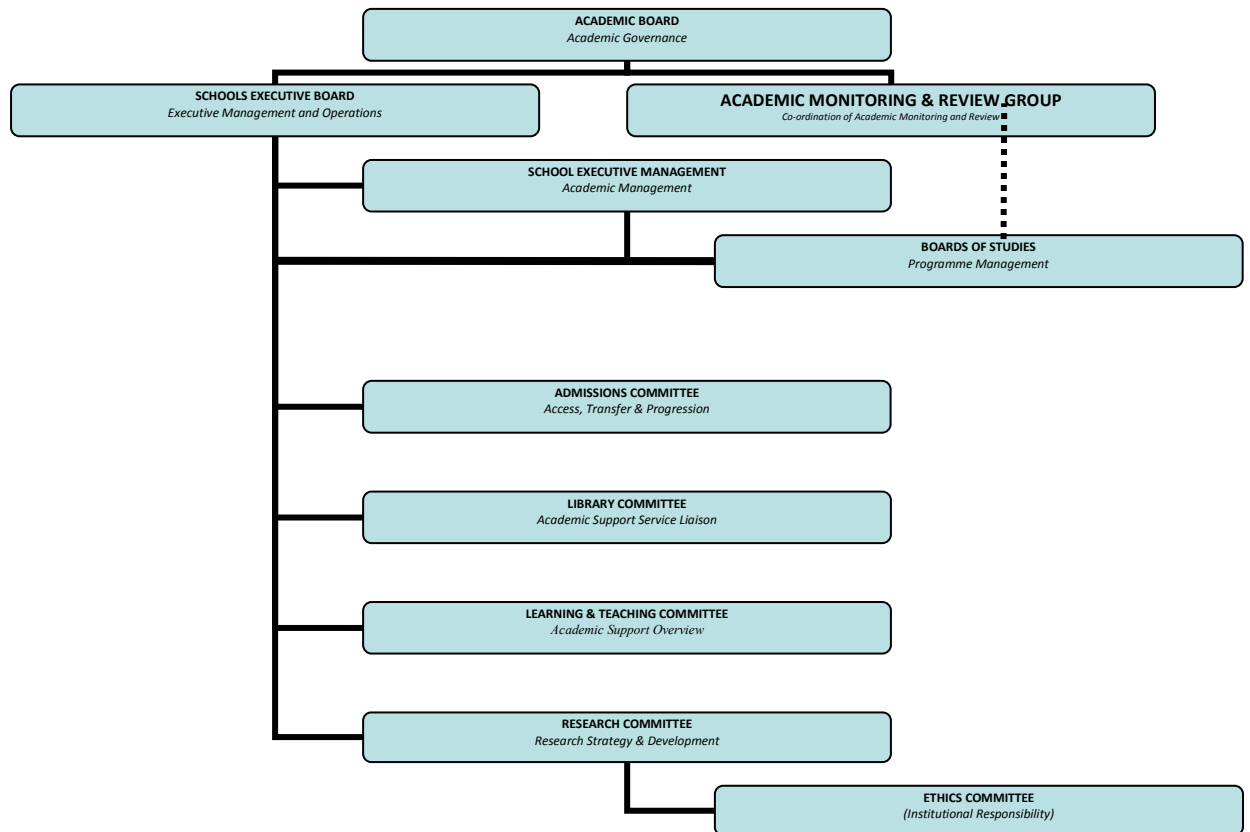 ACADEMIC BOARD
Academic Governance
SCHOOLS EXECUTIVE BOARD
Executive Management and Operations
ACADEMIC MONITORING & REVIEW GROUP
Co-ordination of Academic Monitoring and Review
SCHOOL EXECUTIVE MANAGEMENT
Academic Management
BOARDS OF STUDIES
Programme Management
ADMISSIONS COMMITTEE
Access, Transfer & Progression
LIBRARY COMMITTEE
Academic Support Service Liaison
LEARNING & TEACHING COMMITTEE
Academic Support Overview
RESEARCH COMMITTEE
Research Strategy & Development
ETHICS COMMITTEE
(Institutional Responsibility)